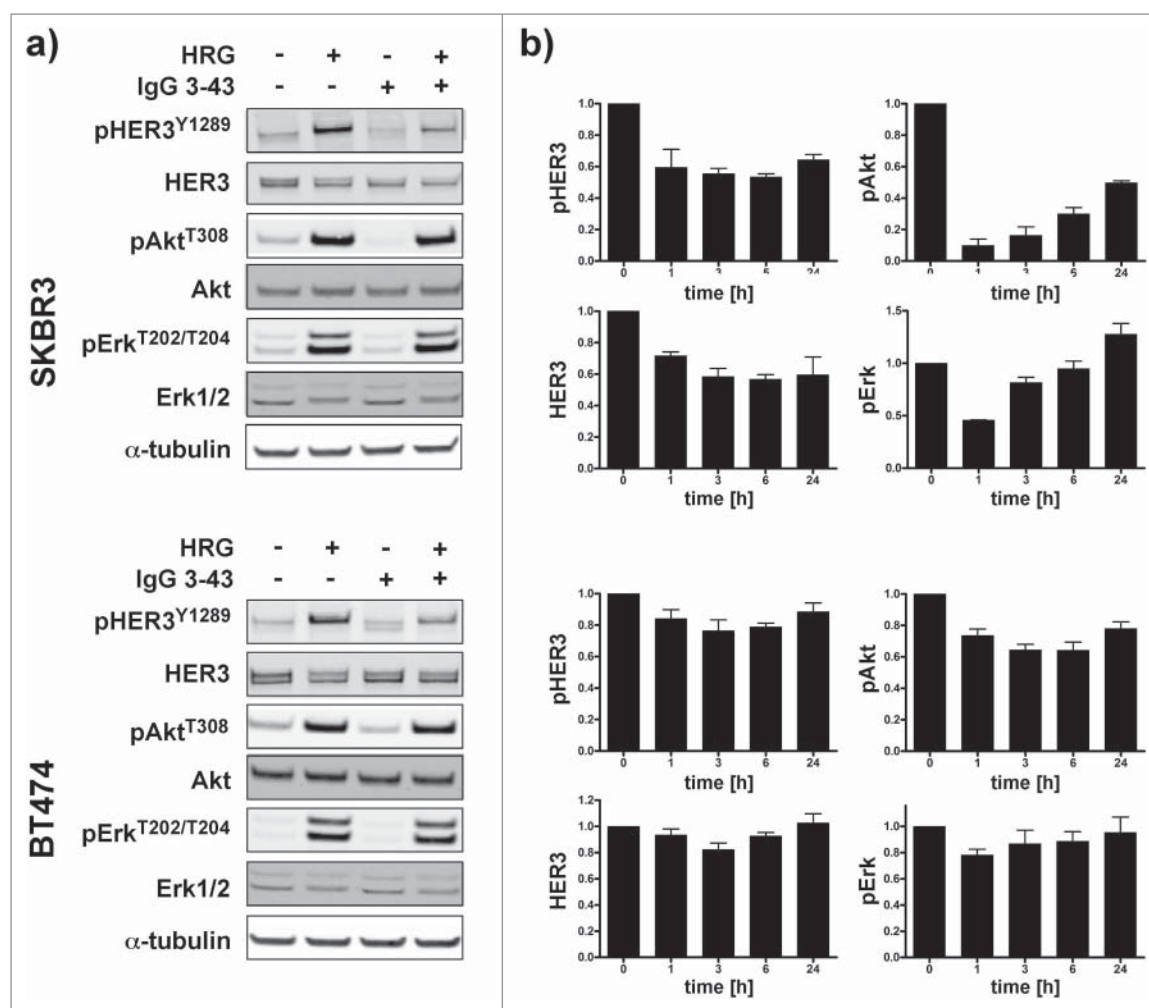 a)
HRG - + - +
IgG 3-43 - - + +
pHER3Y1289
HER3
pAktT308
Akt
pErkT202/T204
Erk1/2
α-tubulin
SKBR3
HRG - + - +
IgG 3-43 - - + +
pHER3Y1289
HER3
pAktT308
Akt
pErkT202/T204
Erk1/2
α-tubulin
BT474
b)
pHER3
1.0
0.8
0.6
0.4
0.2
0.0
0 1 3 6 24
time [h]
pAkt
1.0
0.8
0.6
0.4
0.2
0.0
0 1 3 6 24
time [h]
HER3
1.0
0.8
0.6
0.4
0.2
0.0
0 1 3 6 24
time [h]
pErk
1.5
1.0
0.5
0.0
0 1 3 6 24
time [h]
pHER3
1.0
0.8
0.6
0.4
0.2
0.0
0 1 3 6 24
time [h]
pAkt
1.0
0.8
0.6
0.4
0.2
0.0
0 1 3 6 24
time [h]
HER3
1.2
1.0
0.8
0.6
0.4
0.2
0.0
0 1 3 6 24
time [h]
pErk
1.0
0.8
0.6
0.4
0.2
0.0
0 1 3 6 24
time [h]